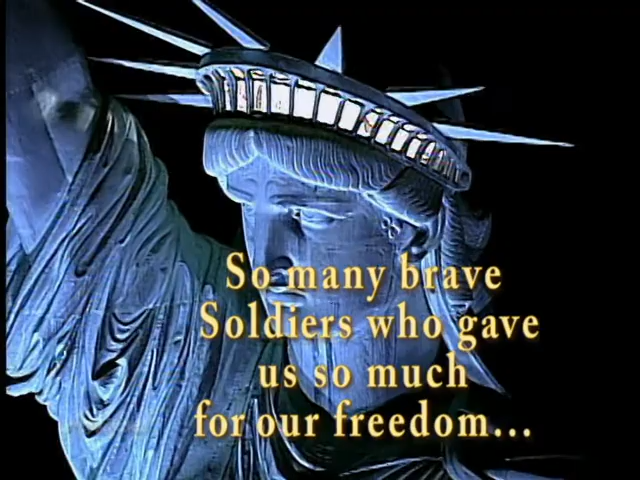 So many brave
Soldiers who gave
us so much
for our freedom...